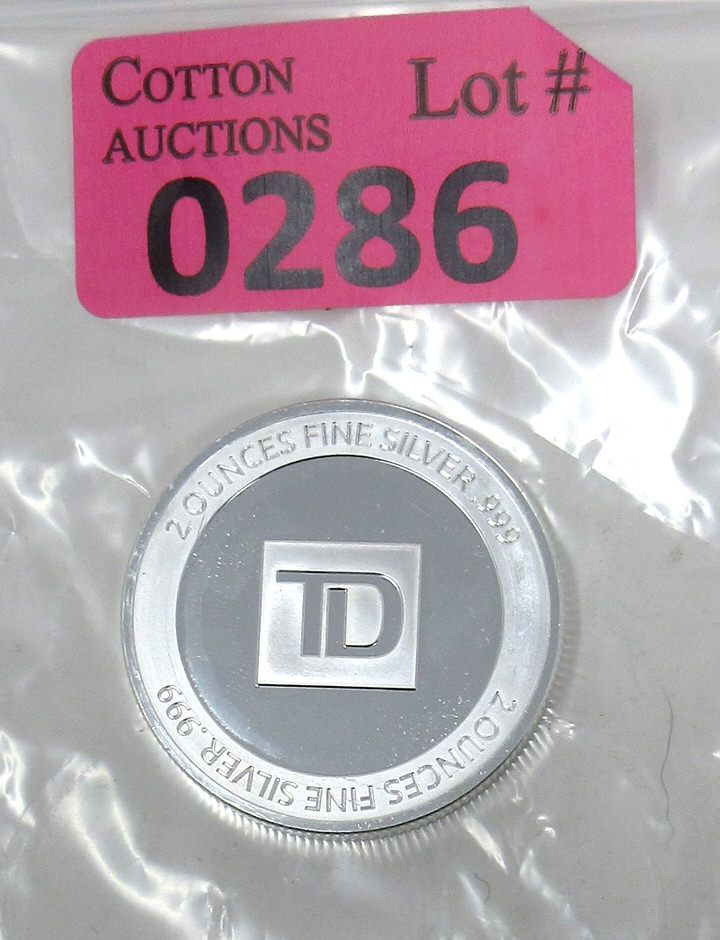 COTTON
AUCTIONS
Lot #
0286
2 OUNCES FINE SILVER .999
TD
2 OUNCES FINE SILVER .999